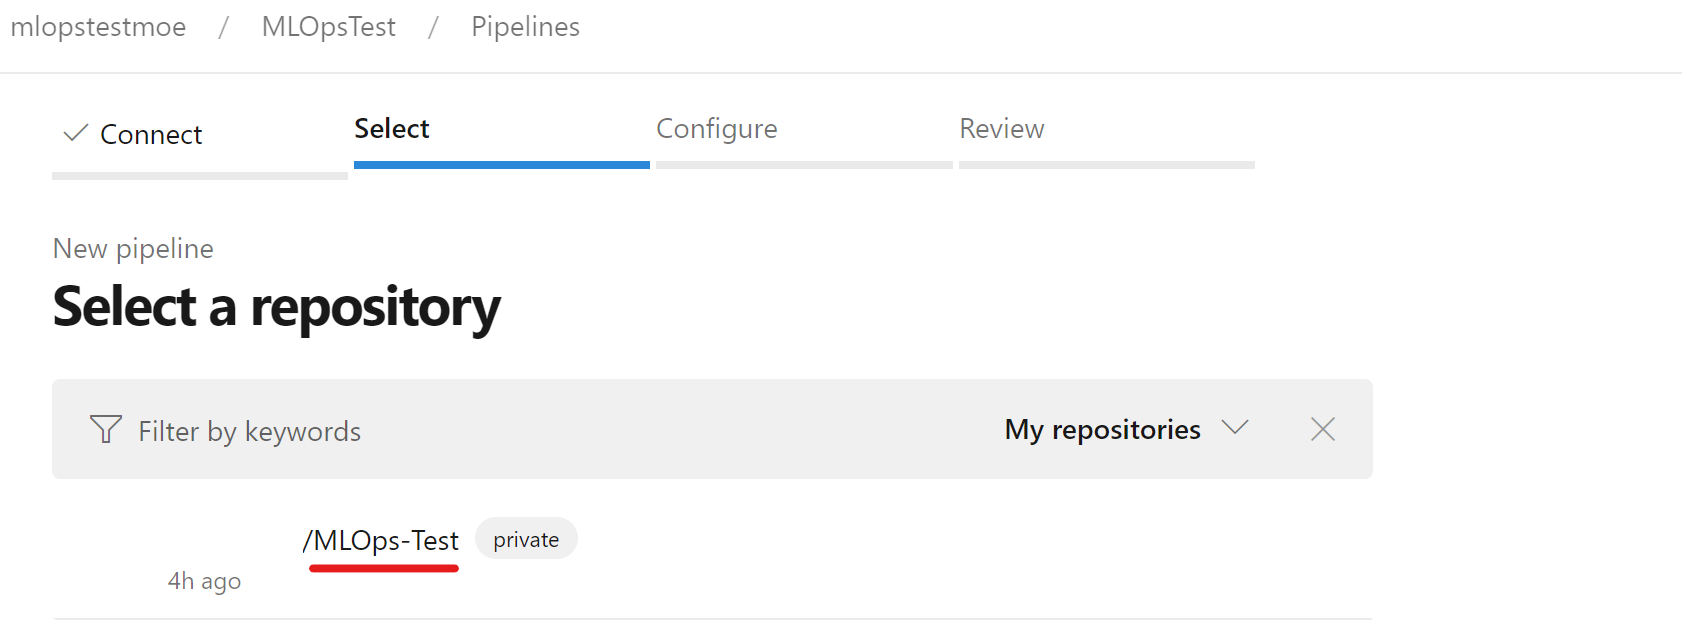 mlopstestmoe / MLOpsTest / Pipelines
Connect Select Configure Review
New pipeline
Select a repository
Filter by keywords My repositories
/MLOps-Test private
4h ago